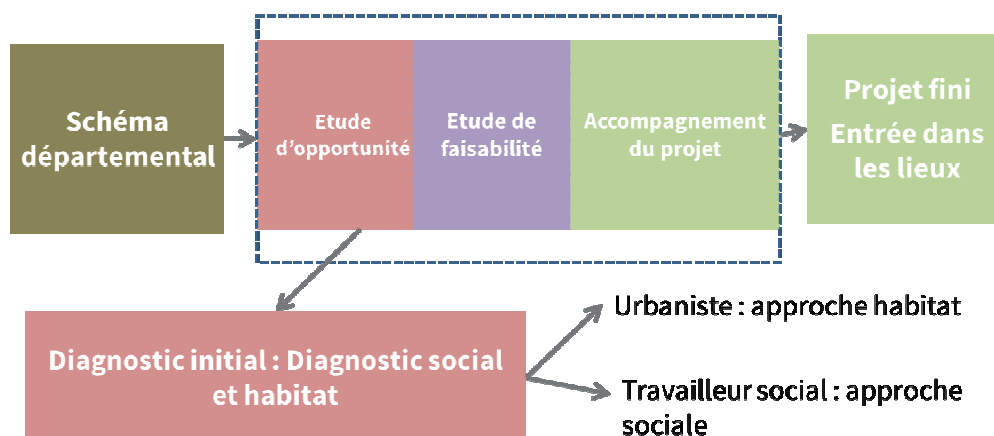 Schéma
départemental
Etude
d'opportunité
Etude de
faisabilité
Accompagnement
du projet
Projet fini
Entrée dans
les lieux
Diagnostic initial : Diagnostic social
et habitat
Urbaniste : approche habitat
Travailleur social : approche
sociale